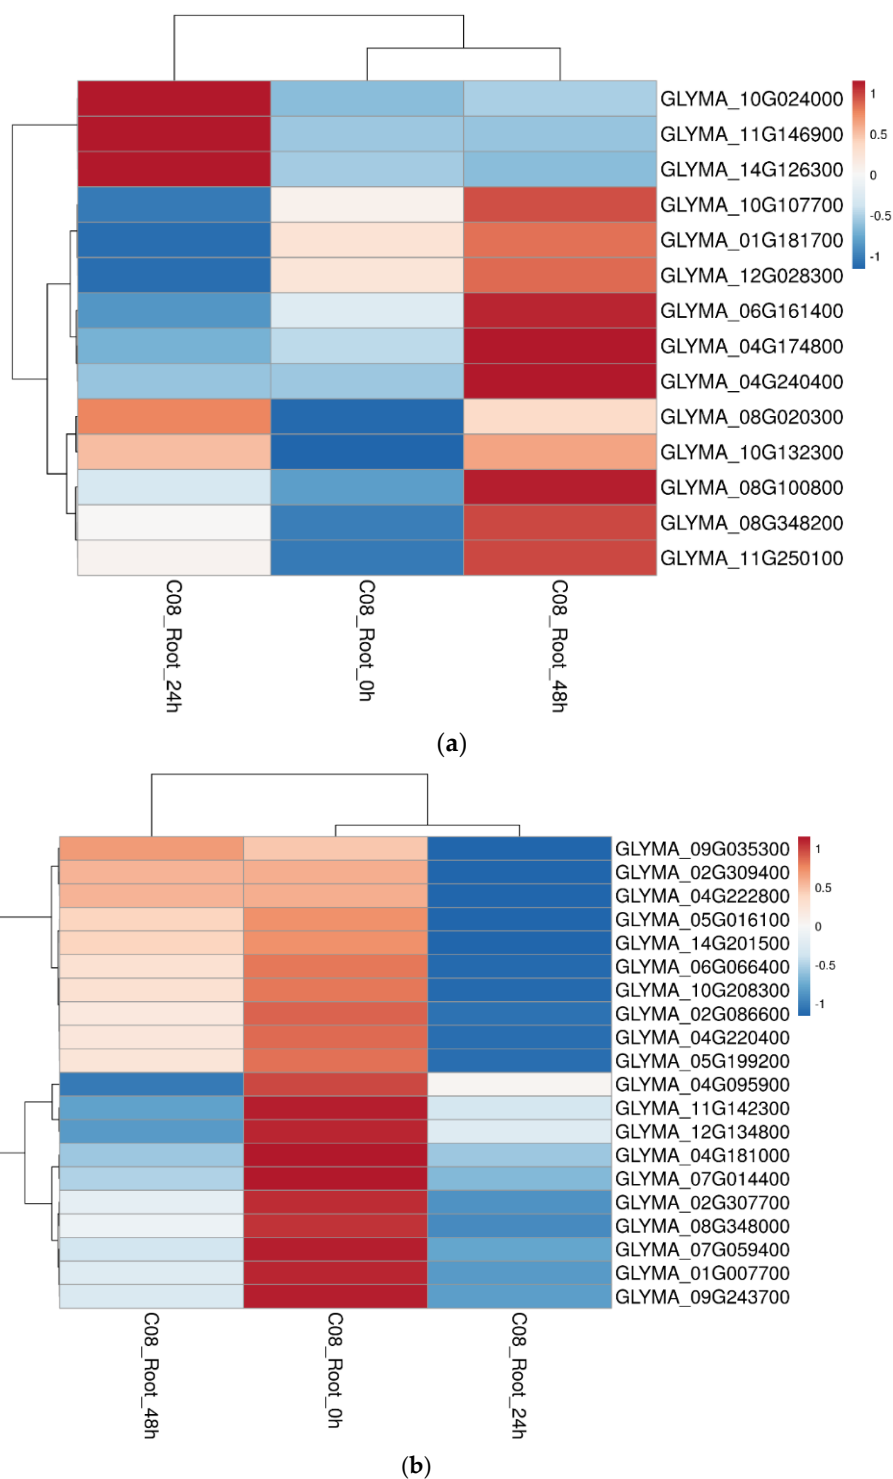 GLYMA_10G024000
GLYMA_11G146900
GLYMA_14G126300
GLYMA_10G107700
GLYMA_01G181700
GLYMA_12G028300
GLYMA_06G161400
GLYMA_04G174800
GLYMA_04G240400
GLYMA_08G020300
GLYMA_10G132300
GLYMA_08G100800
GLYMA_08G348200
GLYMA_11G250100
1
0.5
0
-0.5
-1
C08_Root_24h
C08_Root_0h
C08_Root_48h
(a)
GLYMA_09G035300
GLYMA_02G309400
GLYMA_04G222800
GLYMA_05G016100
GLYMA_14G201500
GLYMA_06G066400
GLYMA_10G208300
GLYMA_02G086600
GLYMA_04G220400
GLYMA_05G199200
GLYMA_04G095900
GLYMA_11G142300
GLYMA_12G134800
GLYMA_04G181000
GLYMA_07G014400
GLYMA_02G307700
GLYMA_08G348000
GLYMA_07G059400
GLYMA_01G007700
GLYMA_09G243700
1
0.5
0
-0.5
-1
C08_Root_48h
C08_Root_0h
C08_Root_24h
(b)